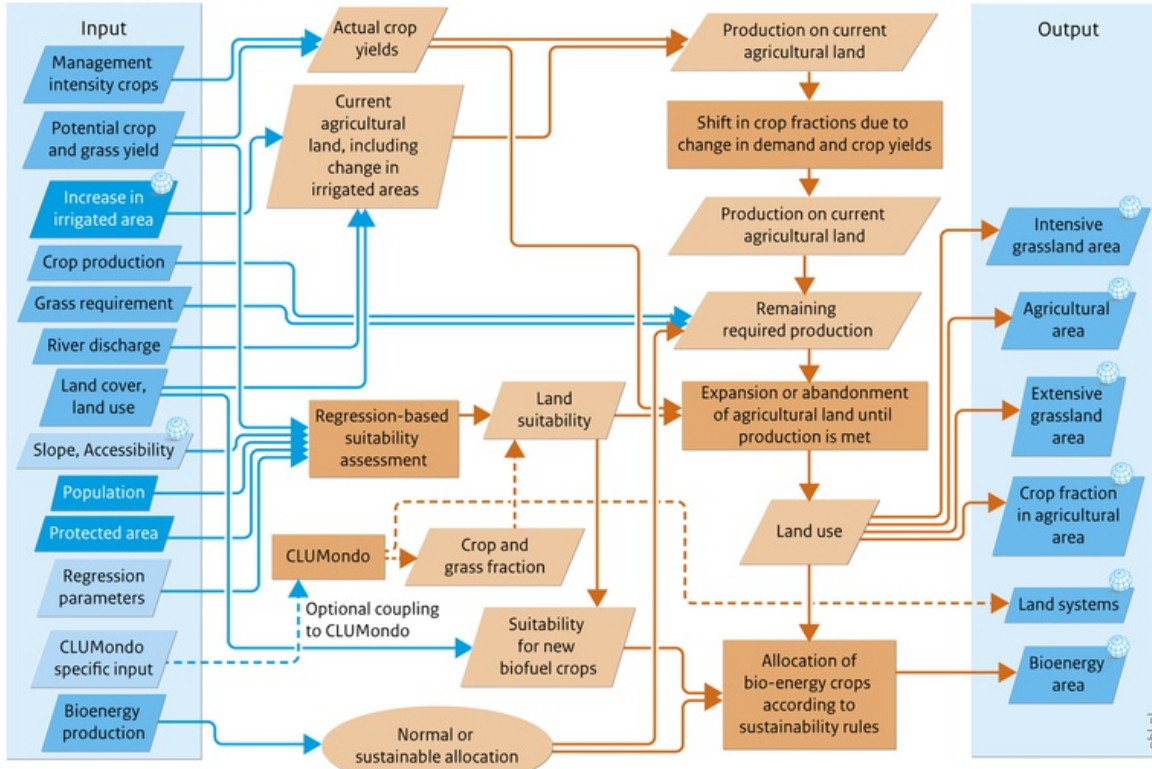 Input
Management
intensity crops
Potential crop
and grass yield
Increase in
irrigated area
Crop production
Grass requirement
River discharge
Land cover,
land use
Slope, Accessibility
Population
Protected area
Regression
parameters
CLUMondo
specific input
Bioenergy
production
Actual crop
yields
Current
agricultural
land, including
change in
irrigated areas
Regression-based
suitability
assessment
Land
suitability
CLUMondo
Crop and
grass fraction
Optional coupling
to CLUMondo
Suitability
for new
biofuel crops
Normal or
sustainable allocation
Production on current
agricultural land
Shift in crop fractions due to
change in demand and crop yields
Production on current
agricultural land
Remaining
required production
Expansion or abandonment
of agricultural land until
production is met
Land use
Allocation of
bio-energy crops
according to
sustainability rules
Output
Intensive
grassland area
Agricultural
area
Extensive
grassland
area
Crop fraction
in agricultural
area
Land systems
Bioenergy
area